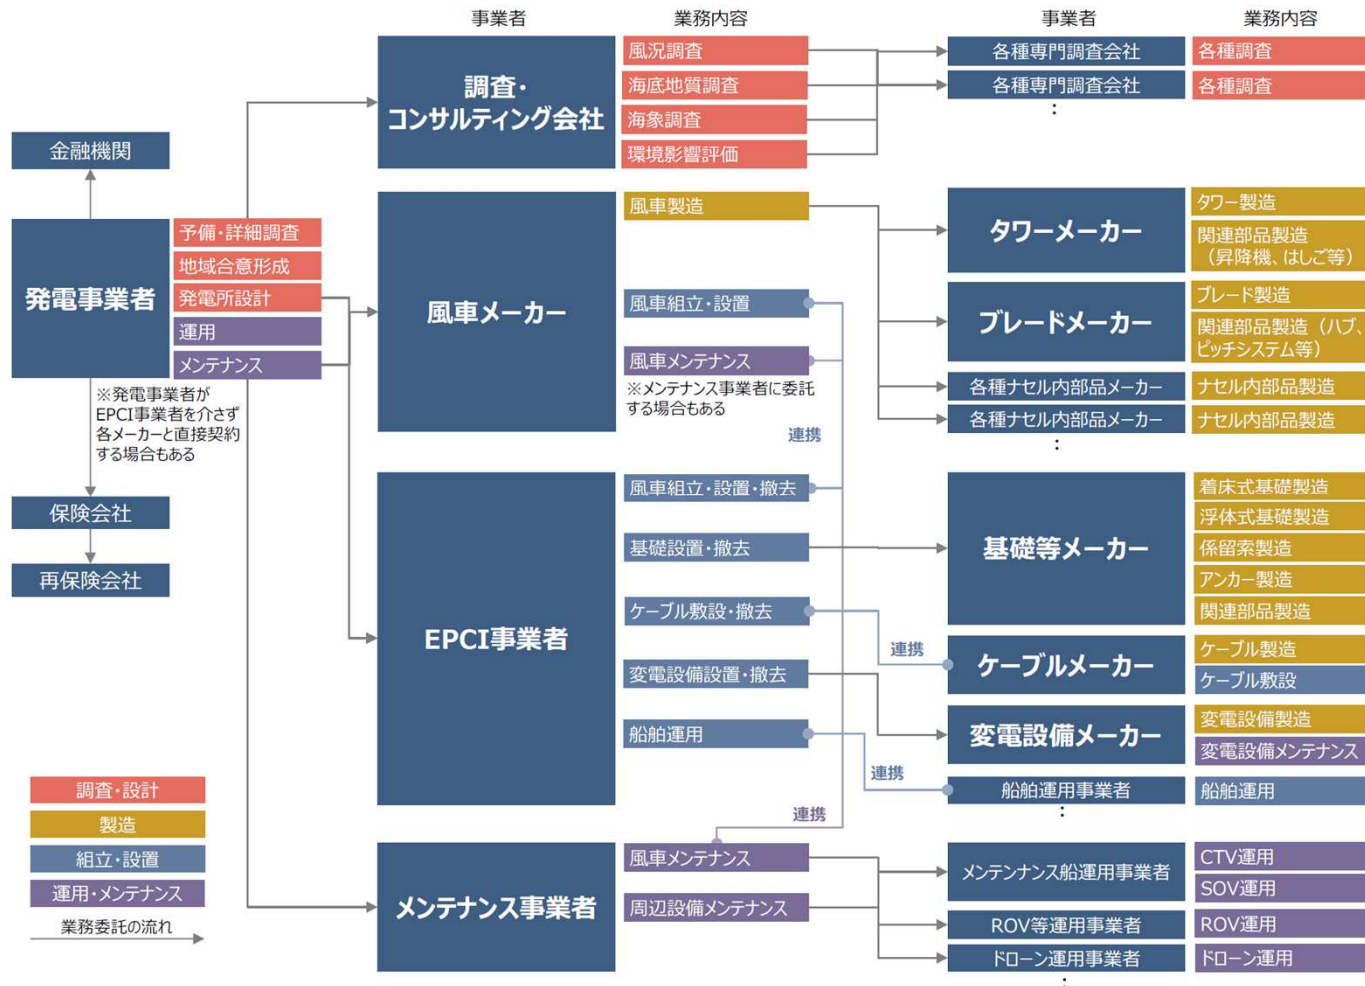 事業者
業務内容
事業者
業務内容
金融機関
発電事業者
予備・詳細調査
地域合意形成
発電所設計
運用
メンテナンス
※発電事業者が
EPCI事業者を介さず
各メーカーと直接契約
する場合もある
保険会社
再保険会社
調査・設計
製造
組立・設置
運用・メンテナンス
業務委託の流れ
調査・
コンサルティング会社
風況調査
海底地質調査
海象調査
環境影響評価
各種専門調査会社
各種調査
各種専門調査会社
各種調査
:
風車メーカー
風車製造
風車組立・設置
風車メンテナンス
※メンテナンス事業者に委託
する場合もある
連携
タワーメーカー
タワー製造
関連部品製造
（昇降機、はしご等）
ブレードメーカー
ブレード製造
関連部品製造（ハブ、
ピッチシステム等）
各種ナセル内部品メーカー
ナセル内部品製造
各種ナセル内部品メーカー
ナセル内部品製造
:
EPCI事業者
風車組立・設置・撤去
基礎設置・撤去
ケーブル敷設・撤去
変電設備設置・撤去
船舶運用
連携
連携
連携
基礎等メーカー
着床式基礎製造
浮体式基礎製造
係留索製造
アンカー製造
関連部品製造
ケーブルメーカー
ケーブル製造
ケーブル敷設
変電設備メーカー
変電設備製造
変電設備メンテナンス
船舶運用事業者
船舶運用
:
メンテナンス事業者
風車メンテナンス
周辺設備メンテナンス
メンテンナンス船運用事業者
CTV運用
SOV運用
ROV等運用事業者
ROV運用
ドローン運用事業者
ドローン運用
: